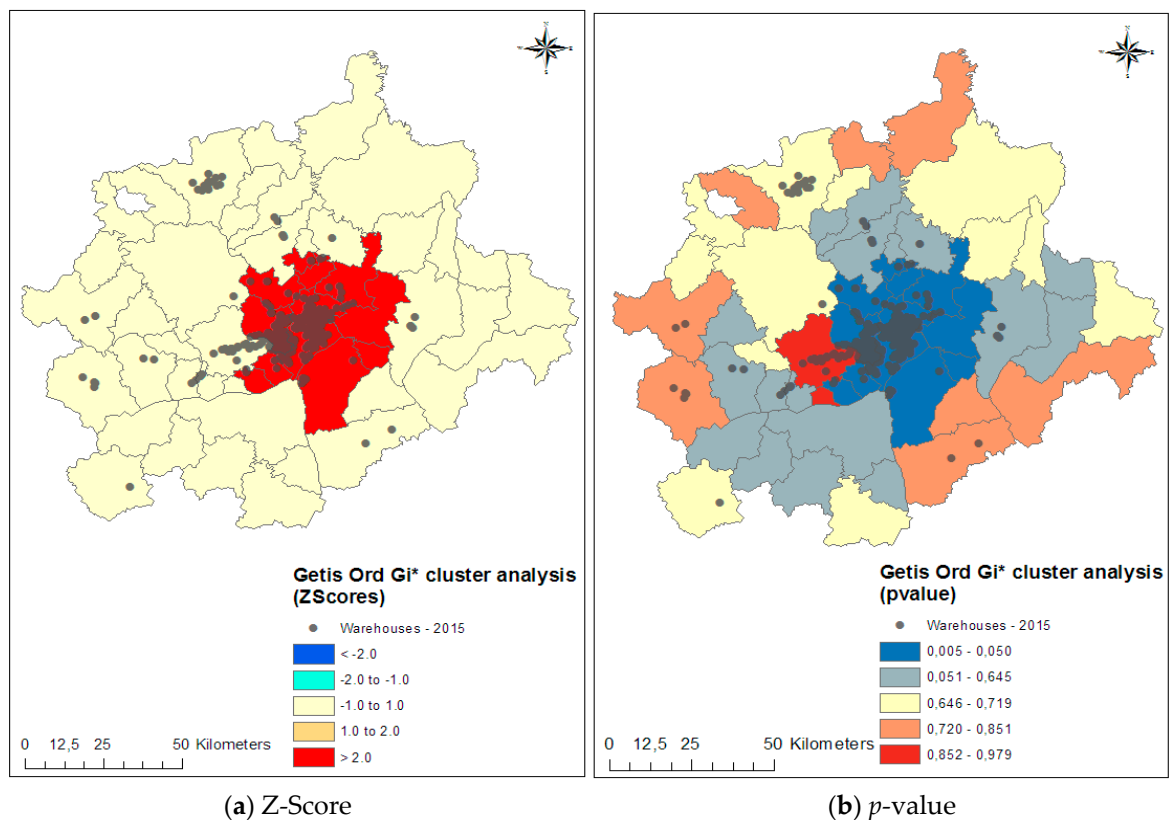 Getis Ord Gi* cluster analysis
(ZScores)
Warehouses - 2015
< -2.0
-2.0 to -1.0
-1.0 to 1.0
1.0 to 2.0
> 2.0
0 12,5 25 50 Kilometers
(a) Z-Score
Getis Ord Gi* cluster analysis
(pvalue)
Warehouses - 2015
0,005 - 0,050
0,051 - 0,645
0,646 - 0,719
0,720 - 0,851
0,852 - 0,979
0 12,5 25 50 Kilometers
(b) p-value